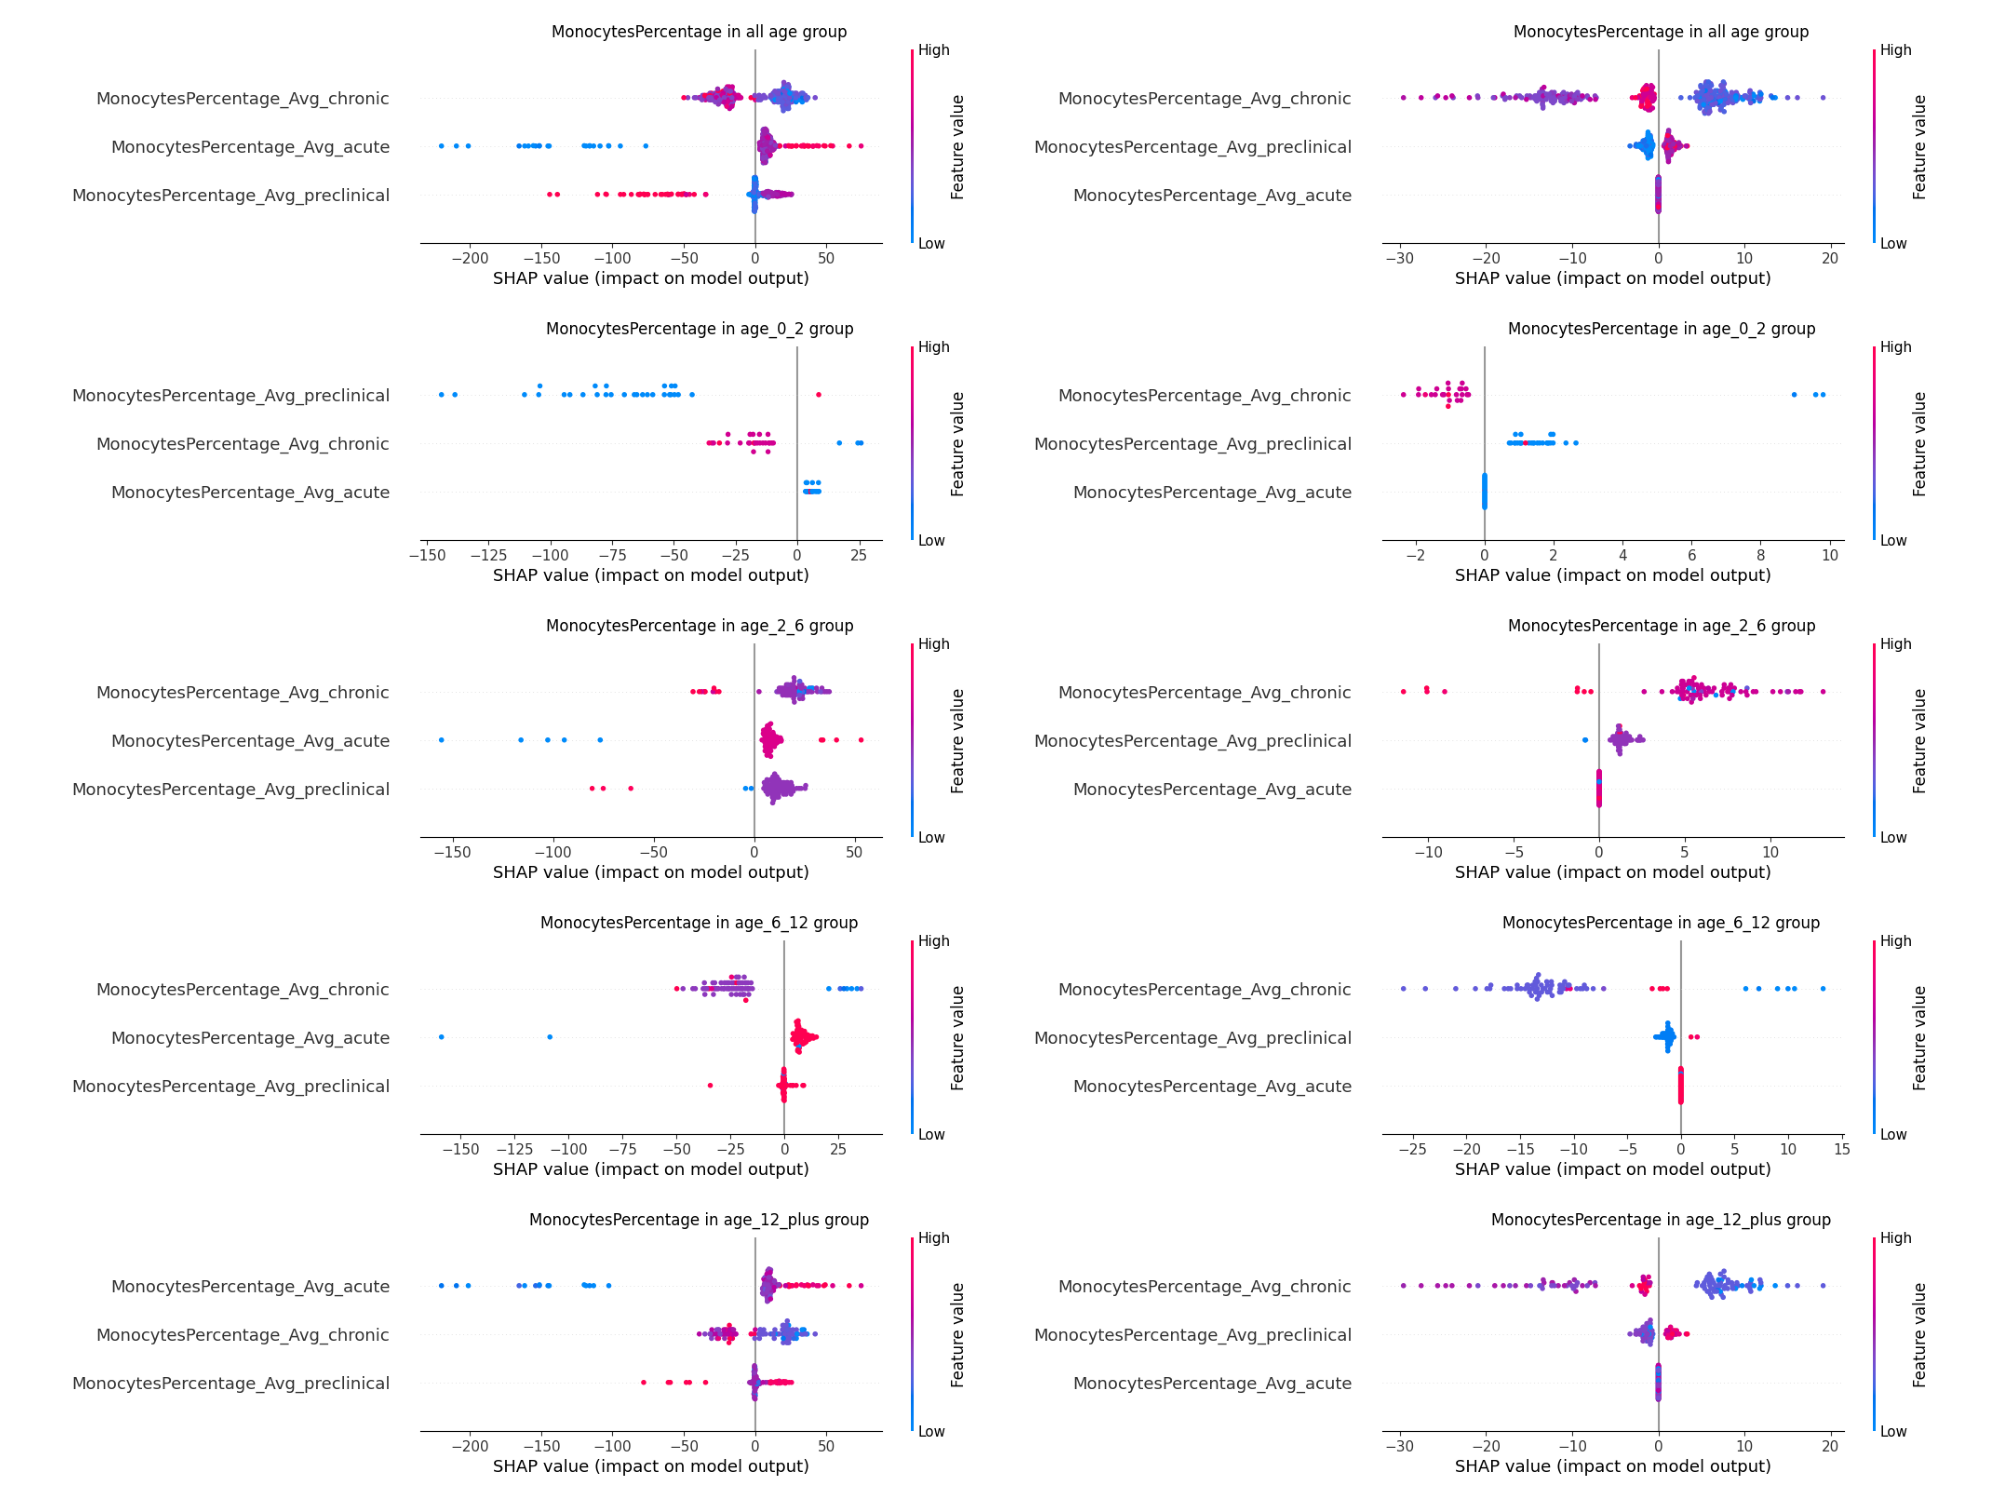 MonocytesPercentage in all age group
High
MonocytesPercentage_Avg_chronic
MonocytesPercentage_Avg_acute
MonocytesPercentage_Avg_preclinical
Feature value
Low
−200 −150 −100 −50 0 50
SHAP value (impact on model output)
MonocytesPercentage in all age group
High
MonocytesPercentage_Avg_chronic
MonocytesPercentage_Avg_preclinical
MonocytesPercentage_Avg_acute
Feature value
Low
−30 −20 −10 0 10 20
SHAP value (impact on model output)
MonocytesPercentage in age_0_2 group
High
MonocytesPercentage_Avg_preclinical
MonocytesPercentage_Avg_chronic
MonocytesPercentage_Avg_acute
Feature value
Low
−150 −125 −100 −75 −50 −25 0 25
SHAP value (impact on model output)
MonocytesPercentage in age_0_2 group
High
MonocytesPercentage_Avg_chronic
MonocytesPercentage_Avg_preclinical
MonocytesPercentage_Avg_acute
Feature value
Low
−2 0 2 4 6 8 10
SHAP value (impact on model output)
MonocytesPercentage in age_2_6 group
High
MonocytesPercentage_Avg_chronic
MonocytesPercentage_Avg_acute
MonocytesPercentage_Avg_preclinical
Feature value
Low
−150 −100 −50 0 50
SHAP value (impact on model output)
MonocytesPercentage in age_2_6 group
High
MonocytesPercentage_Avg_chronic
MonocytesPercentage_Avg_preclinical
MonocytesPercentage_Avg_acute
Feature value
Low
−10 −5 0 5 10
SHAP value (impact on model output)
MonocytesPercentage in age_6_12 group
High
MonocytesPercentage_Avg_chronic
MonocytesPercentage_Avg_acute
MonocytesPercentage_Avg_preclinical
Feature value
Low
−150 −125 −100 −75 −50 −25 0 25
SHAP value (impact on model output)
MonocytesPercentage in age_6_12 group
High
MonocytesPercentage_Avg_chronic
MonocytesPercentage_Avg_preclinical
MonocytesPercentage_Avg_acute
Feature value
Low
−25 −20 −15 −10 −5 0 5 10 15
SHAP value (impact on model output)
MonocytesPercentage in age_12_plus group
High
MonocytesPercentage_Avg_acute
MonocytesPercentage_Avg_chronic
MonocytesPercentage_Avg_preclinical
Feature value
Low
−200 −150 −100 −50 0 50
SHAP value (impact on model output)
MonocytesPercentage in age_12_plus group
High
MonocytesPercentage_Avg_chronic
MonocytesPercentage_Avg_preclinical
MonocytesPercentage_Avg_acute
Feature value
Low
−30 −20 −10 0 10 20
SHAP value (impact on model output)